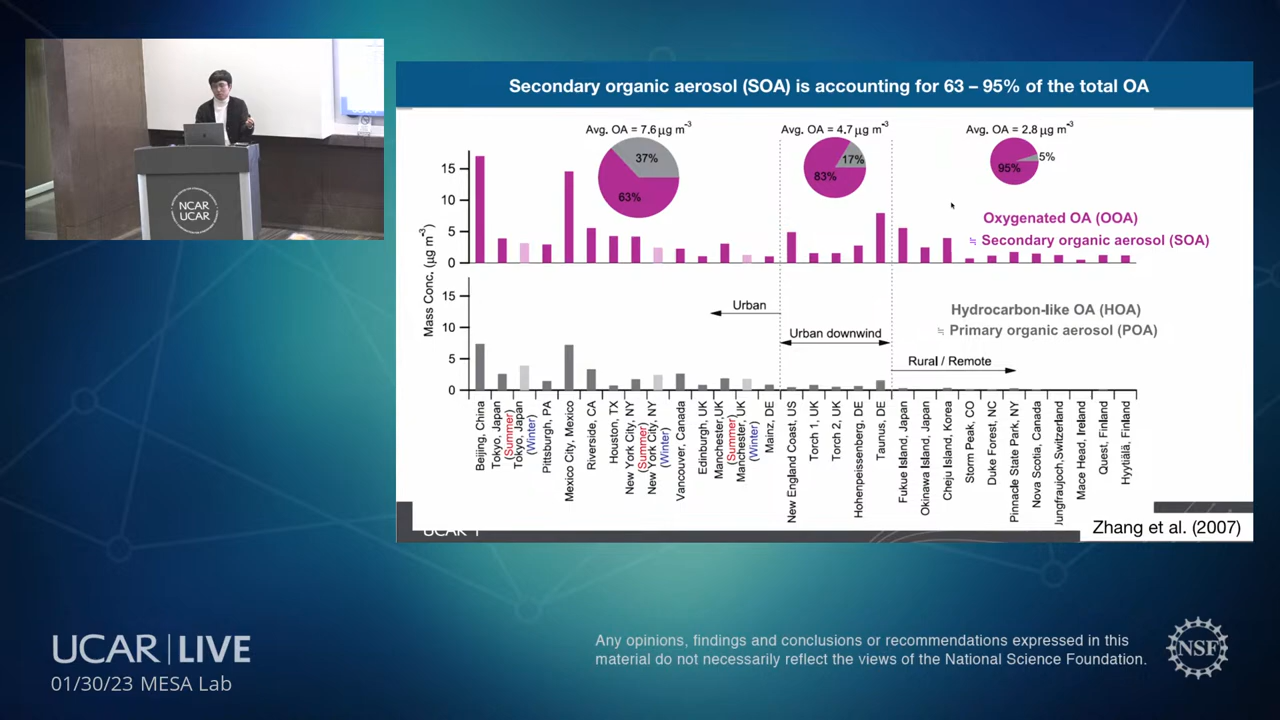 Secondary organic aerosol (SOA) is accounting for 63 – 95% of the total OA
Avg. OA = 7.6 μg m⁻³
Avg. OA = 4.7 μg m⁻³
Avg. OA = 2.8 μg m⁻³
37%
63%
17%
83%
5%
95%
Mass Conc. (μg m⁻³)
15
10
5
0
Oxygenated OA (OOA)
Secondary organic aerosol (SOA)
15
10
5
0
Urban
Urban downwind
Rural / Remote
Hydrocarbon-like OA (HOA)
Primary organic aerosol (POA)
Beijing, China
Tokyo, Japan
(Summer)
Tokyo, Japan
(Winter)
Pittsburgh, PA
Mexico City, Mexico
Riverside, CA
Houston, TX
New York City, NY
(Summer)
New York City, NY
(Winter)
Vancouver, Canada
Edinburgh, UK
Manchester,UK
(Summer)
Manchester, UK
(Winter)
Mainz, DE
New England Coast, US
Torch 1, UK
Torch 2, UK
Hohenpeissenberg, DE
Taunus, DE
Fukue Island, Japan
Okinawa Island, Japan
Cheju Island, Korea
Storm Peak, CO
Duke Forest, NC
Pinnacle State Park, NY
Nova Scotia, Canada
Jungfraujoch,Switzerland
Mace Head, Ireland
Quest, Finland
Hyytiälä, Finland
Zhang et al. (2007)
UCAR
NCAR
UCAR
UCAR | LIVE
01/30/23 MESA Lab
Any opinions, findings and conclusions or recommendations expressed in this
material do not necessarily reflect the views of the National Science Foundation.
NSF